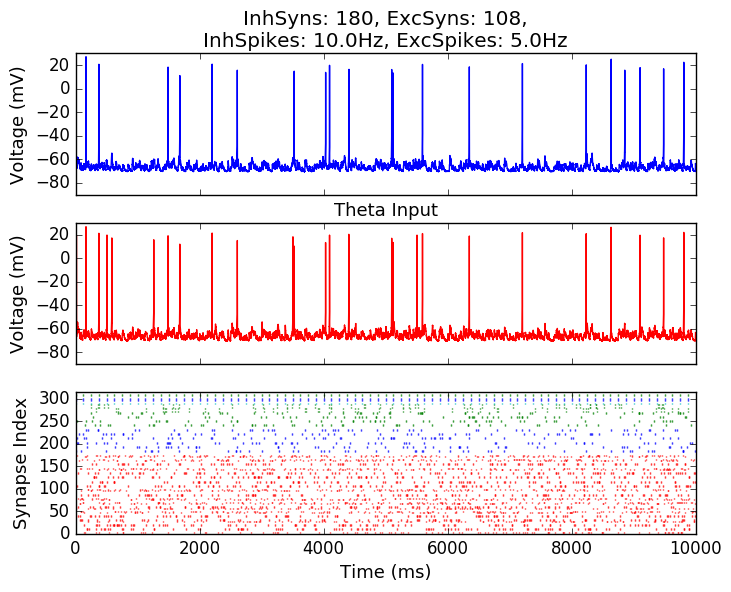 InhSyns: 180, ExcSyns: 108,
InhSpikes: 10.0Hz, ExcSpikes: 5.0Hz
20
0
−20
−40
−60
−80
Voltage (mV)
Theta Input
20
0
−20
−40
−60
−80
Voltage (mV)
300
250
200
150
100
50
0
Synapse Index
0 2000 4000 6000 8000 10000
Time (ms)